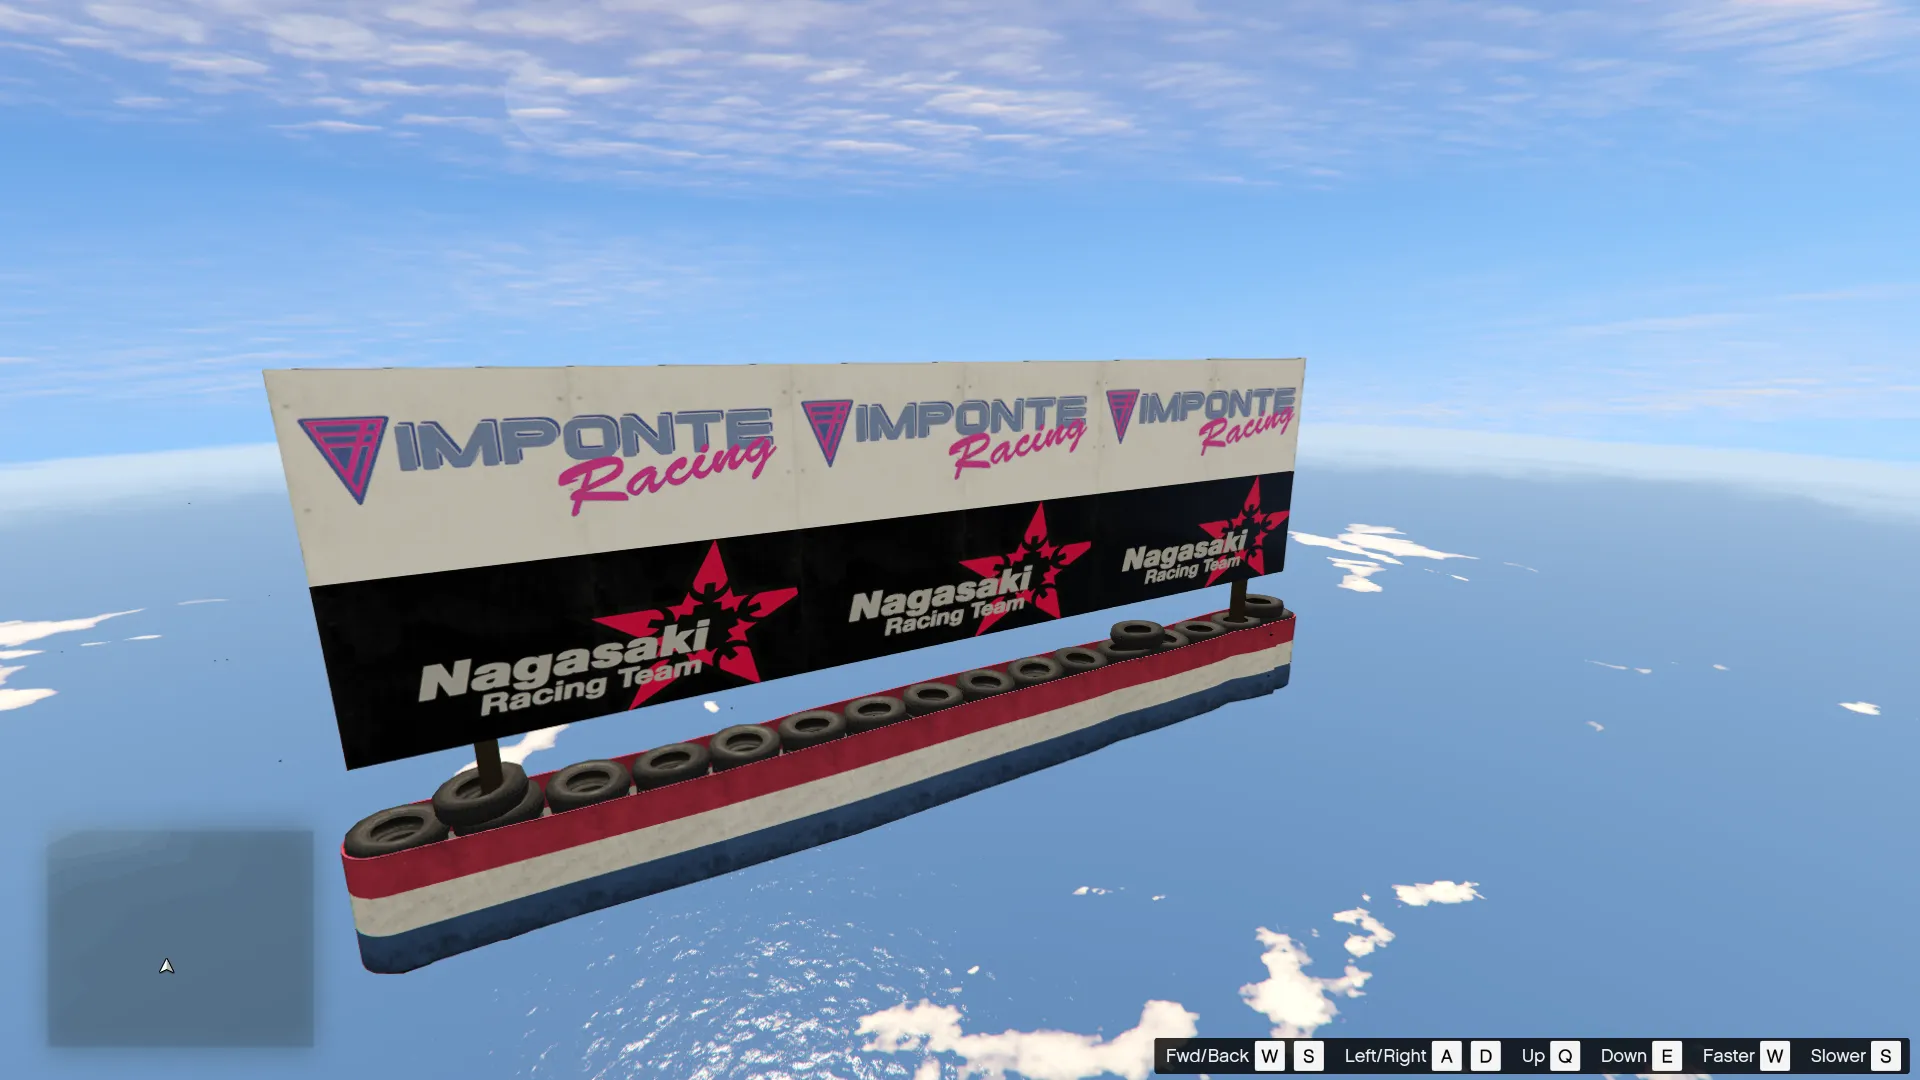 IMPONTE IMPONTE IMPONTE
Racing Racing Racing
Nagasaki Nagasaki Nagasaki
Racing Team Racing Team Racing Team
Fwd/Back W S Left/Right A D Up Q Down E Faster W Slower S